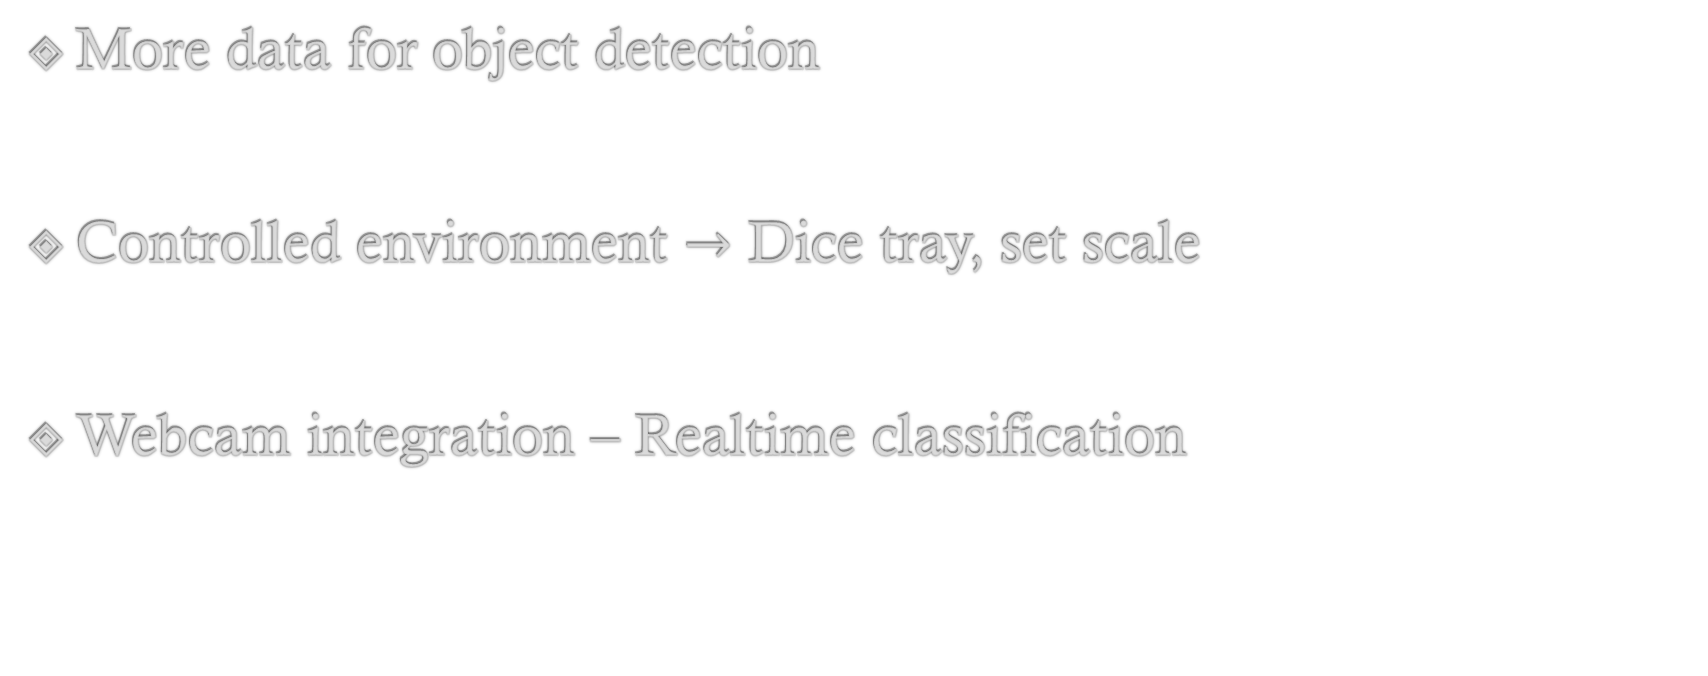 ◈ More data for object detection
◈ Controlled environment → Dice tray, set scale
◈ Webcam integration – Realtime classification